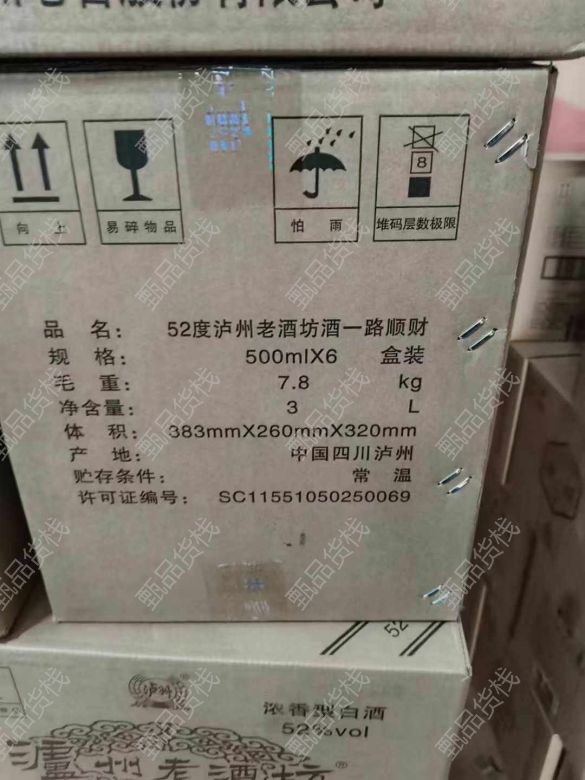 向上
易碎物品
怕雨
8
堆码层数极限
品名： 52度泸州老酒坊酒一路顺财
规格： 500mlX6 盒装
毛重： 7.8 kg
净含量： 3 L
体积： 383mmX260mmX320mm
产地： 中国四川泸州
贮存条件： 常温
许可证编号： SC11551050250069
52
浓香型白酒
52%vol
泸州老酒坊®
甄品货栈